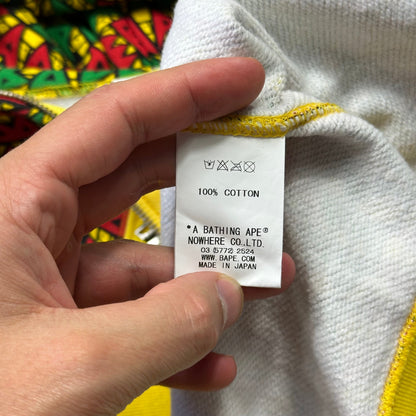 100% COTTON
*A BATHING APE®
NOWHERE CO.,LTD.
03 (5772) 2524
WWW.BAPE.COM
MADE IN JAPAN